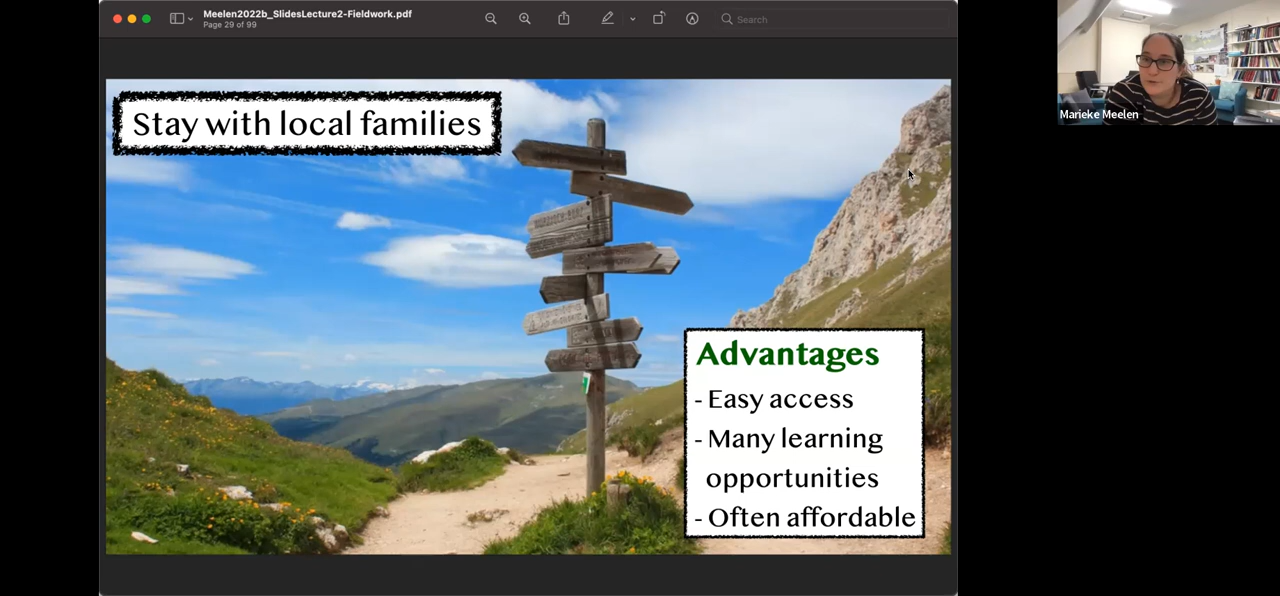 Meelen2022b_SlidesLecture2-Fieldwork.pdf
Page 29 of 99
Search
Marieke Meelen
Stay with local families
Advantages
- Easy access
- Many learning
opportunities
- Often affordable